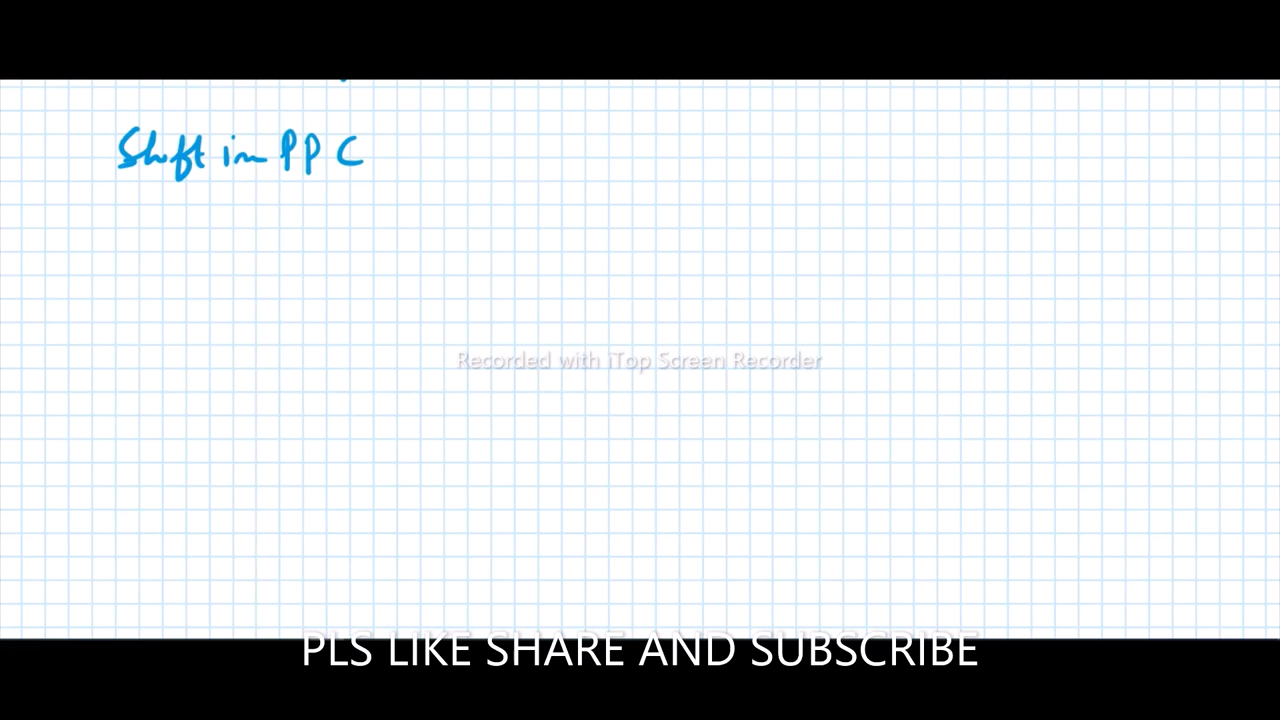 Shift in PPC
Recorded with iTop Screen Recorder
PLS LIKE SHARE AND SUBSCRIBE